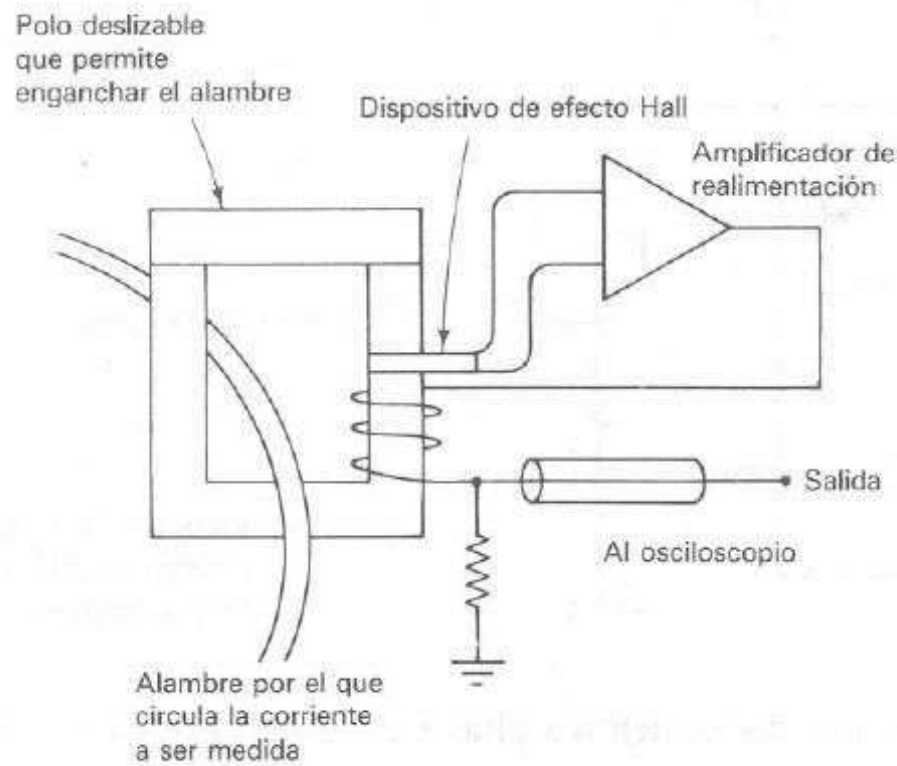 Polo deslizable
que permite
enganchar el alambre
Dispositivo de efecto Hall
Amplificador de
realimentación
Salida
Al osciloscopio
Alambre por el que
circula la corriente
a ser medida